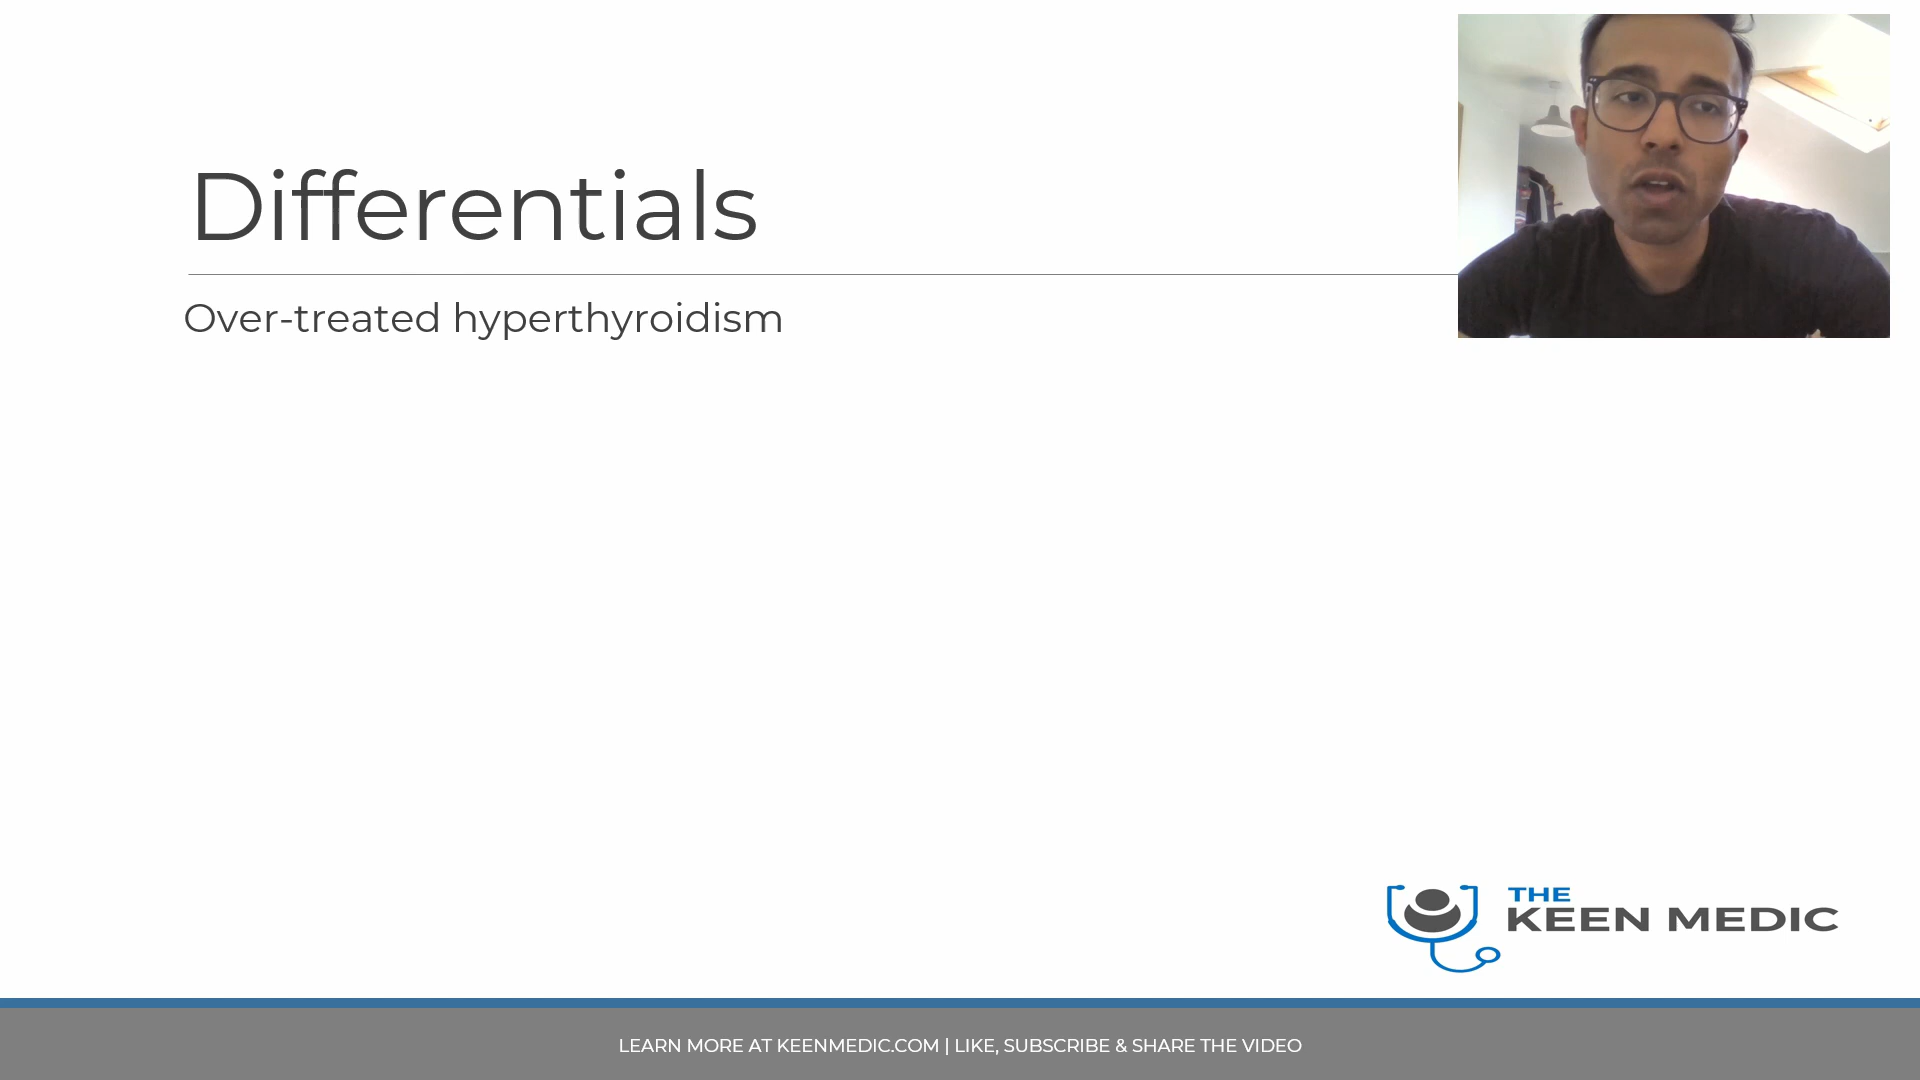 Differentials
Over-treated hyperthyroidism
THE
KEEN MEDIC
LEARN MORE AT KEENMEDIC.COM | LIKE, SUBSCRIBE & SHARE THE VIDEO